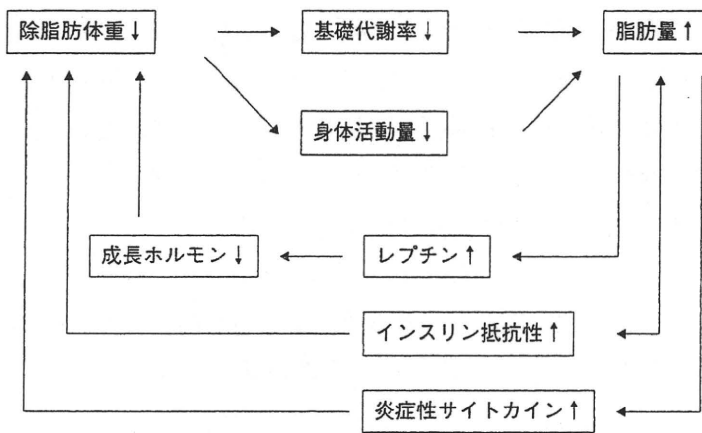 除脂肪体重↓
基礎代謝率↓
脂肪量↑
身体活動量↓
成長ホルモン↓
レプチン↑
インスリン抵抗性↑
炎症性サイトカイン↑